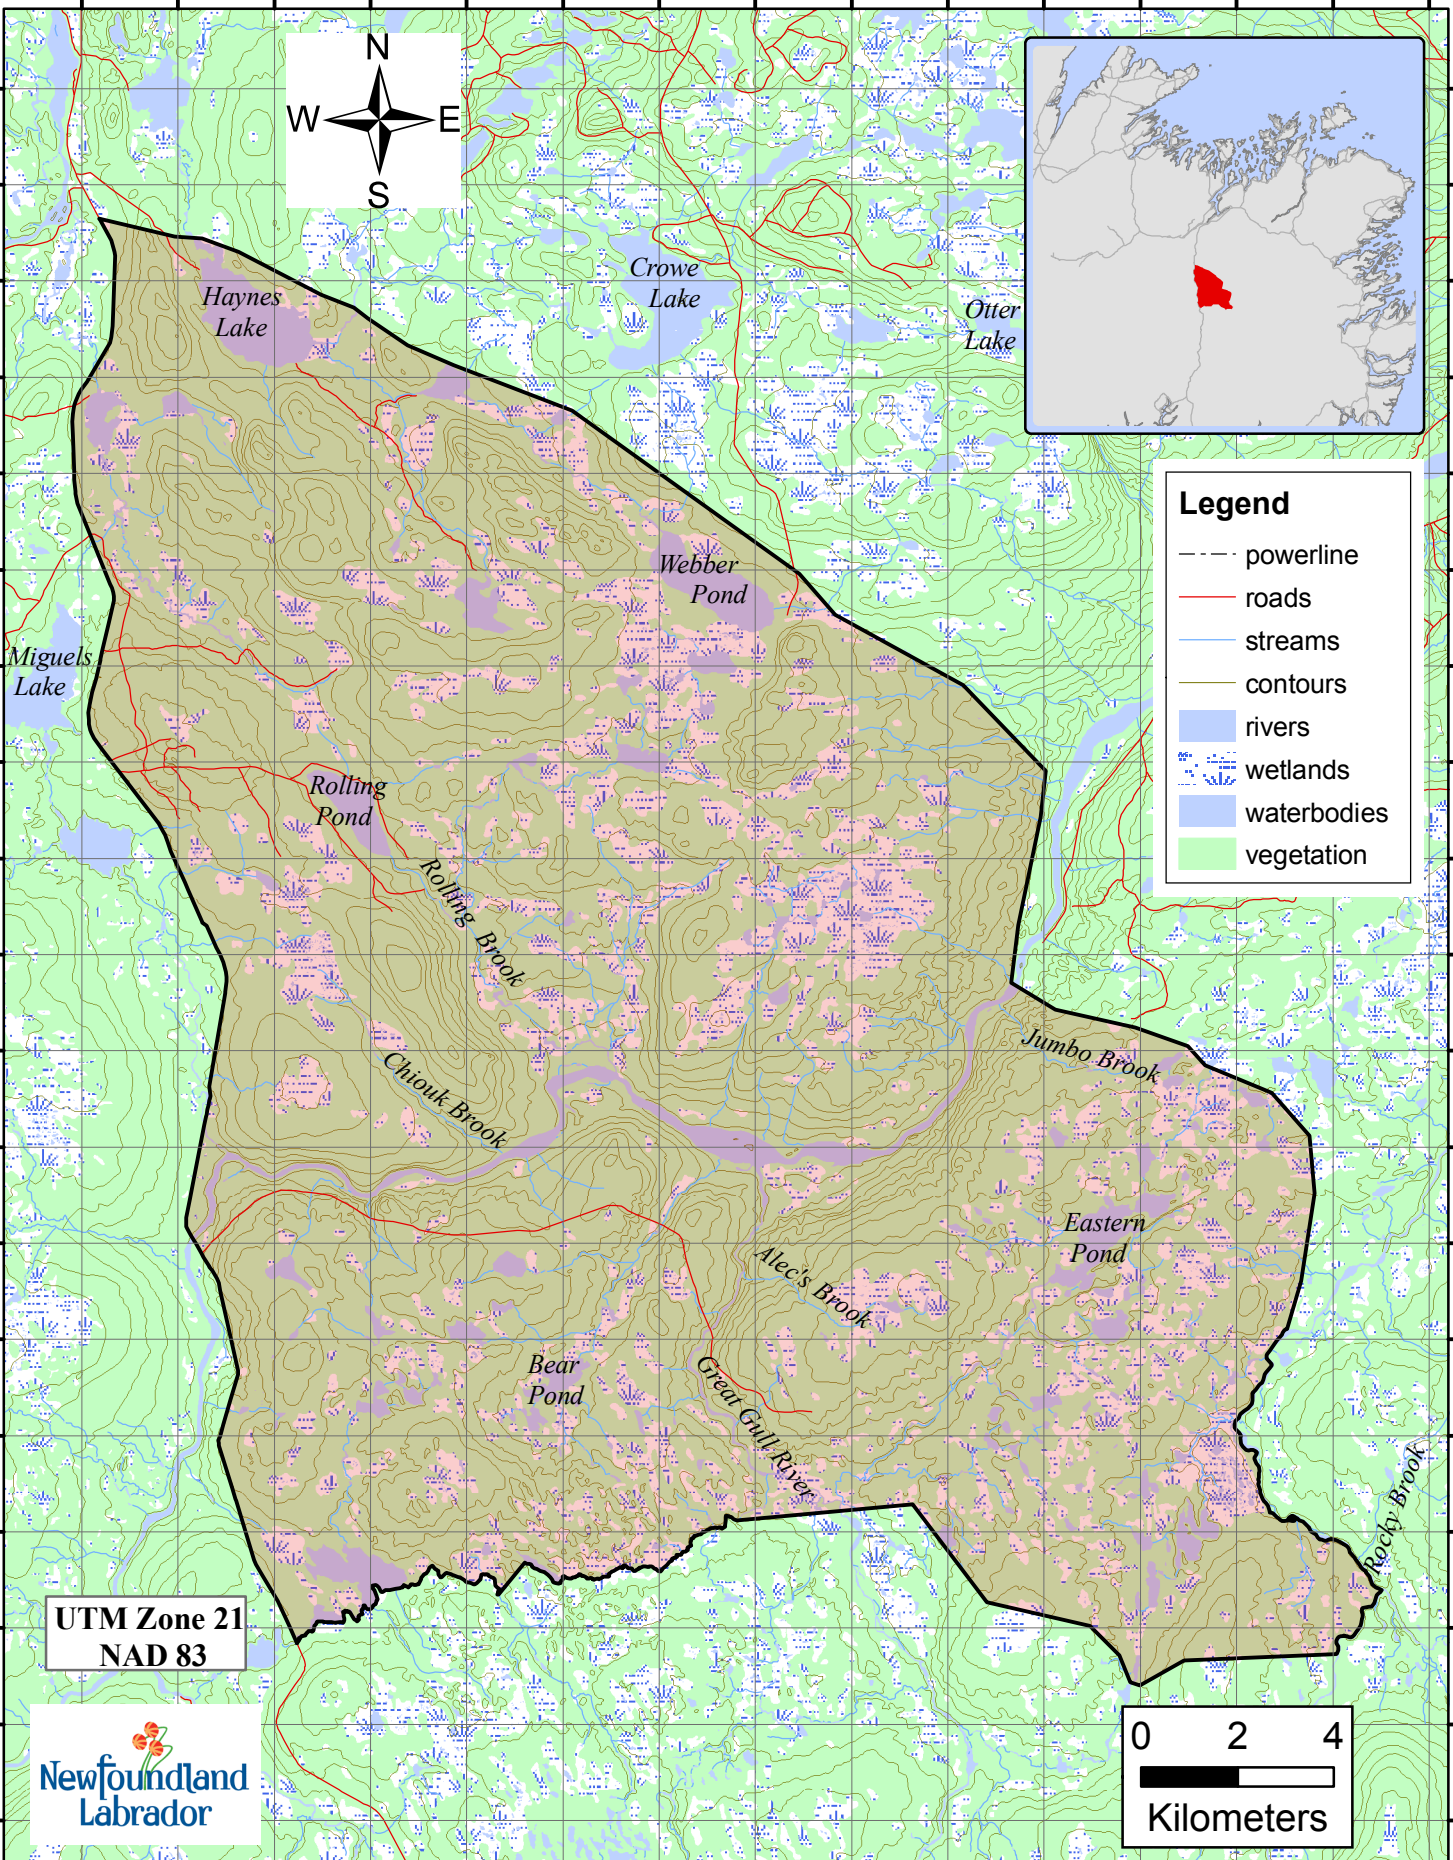 N
W E
S
Crowe
Lake
Otter
Lake
Haynes
Lake
Legend
powerline
roads
streams
contours
rivers
wetlands
waterbodies
vegetation
Webber
Pond
Miguels
Lake
Rolling
Pond
Rolling Brook
Jumbo Brook
Chiouk Brook
Eastern
Pond
Alec's Brook
Bear
Pond
Great Gull River
Rocky Brook
UTM Zone 21
NAD 83
Newfoundland
Labrador
0 2 4
Kilometers